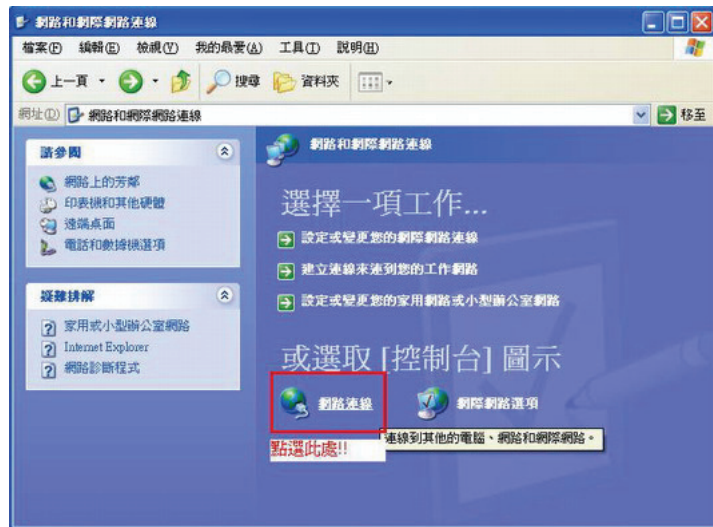 網路和網際網路連線
檔案(F) 編輯(E) 檢視(V) 我的最愛(A) 工具(T) 說明(H)
上一頁 搜尋 資料夾
網址(D) 網路和網際網路連線 移至
請參閱
網路上的芳鄰
印表機和其他硬體
遠端桌面
電話和數據機選項
疑難排解
家用或小型辦公室網路
Internet Explorer
網路診斷程式
網路和網際網路連線
選擇一項工作...
設定或變更您的網際網路連線
建立連線來連到您的工作網路
設定或變更您的家用網路或小型辦公室網路
或選取 [控制台] 圖示
網路連線
網際網路選項
連線到其他的電腦、網路和網際網路。
點選此處!!